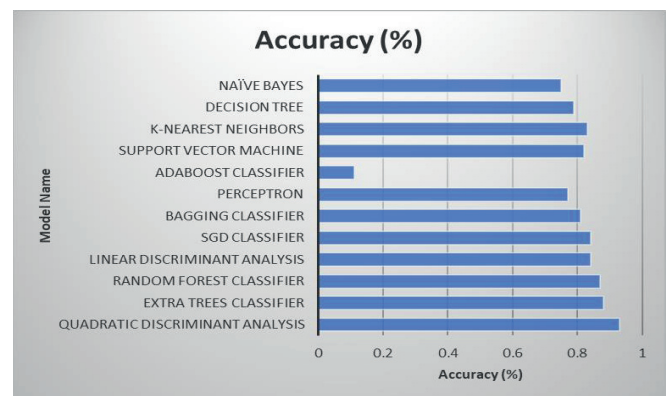 Accuracy (%)
Model Name
NAÏVE BAYES
DECISION TREE
K-NEAREST NEIGHBORS
SUPPORT VECTOR MACHINE
ADABOOST CLASSIFIER
PERCEPTRON
BAGGING CLASSIFIER
SGD CLASSIFIER
LINEAR DISCRIMINANT ANALYSIS
RANDOM FOREST CLASSIFIER
EXTRA TREES CLASSIFIER
QUADRATIC DISCRIMINANT ANALYSIS
0 0.2 0.4 0.6 0.8 1
Accuracy (%)